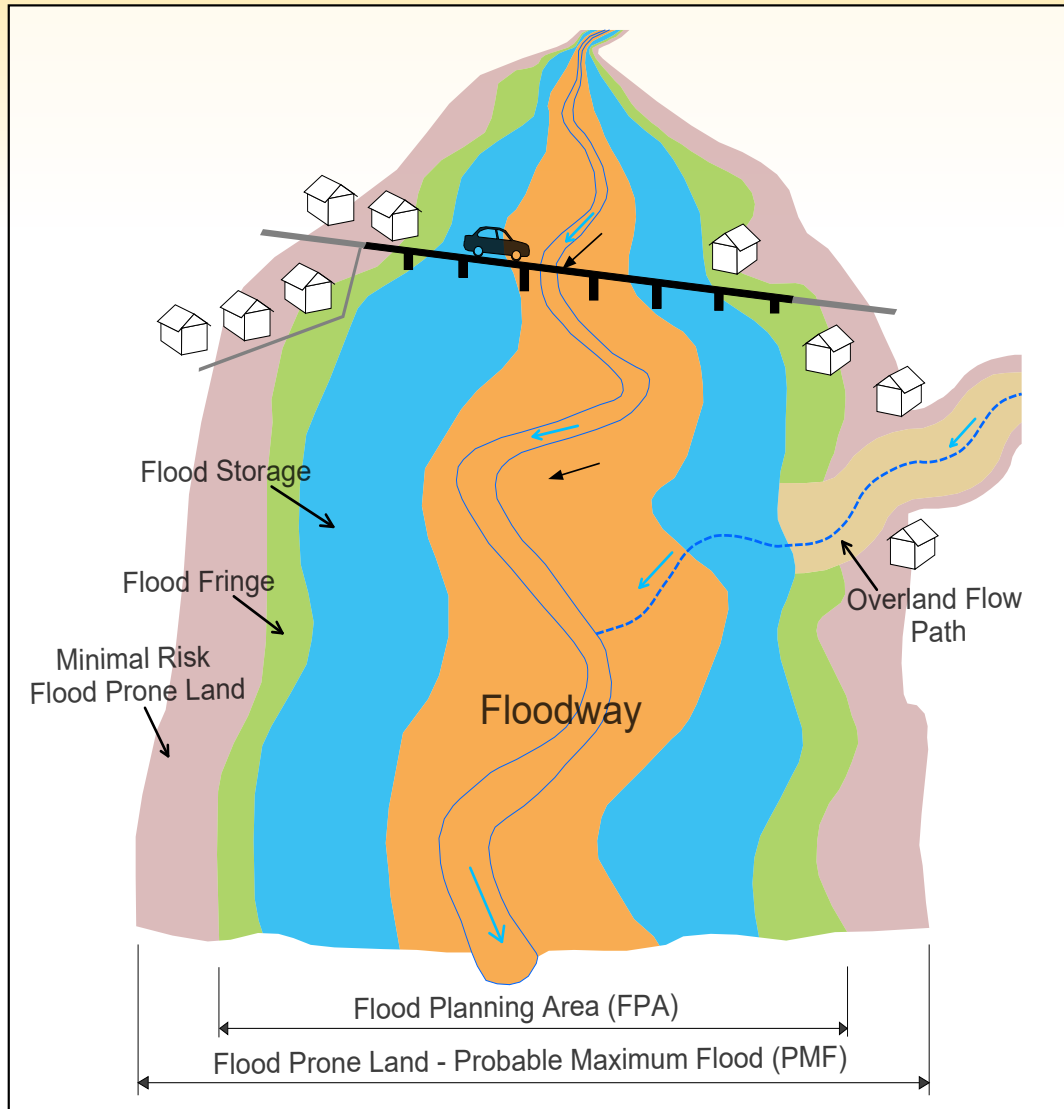 Flood Storage
Flood Fringe
Overland Flow
Path
Minimal Risk
Flood Prone Land
Floodway
Flood Planning Area (FPA)
Flood Prone Land - Probable Maximum Flood (PMF)